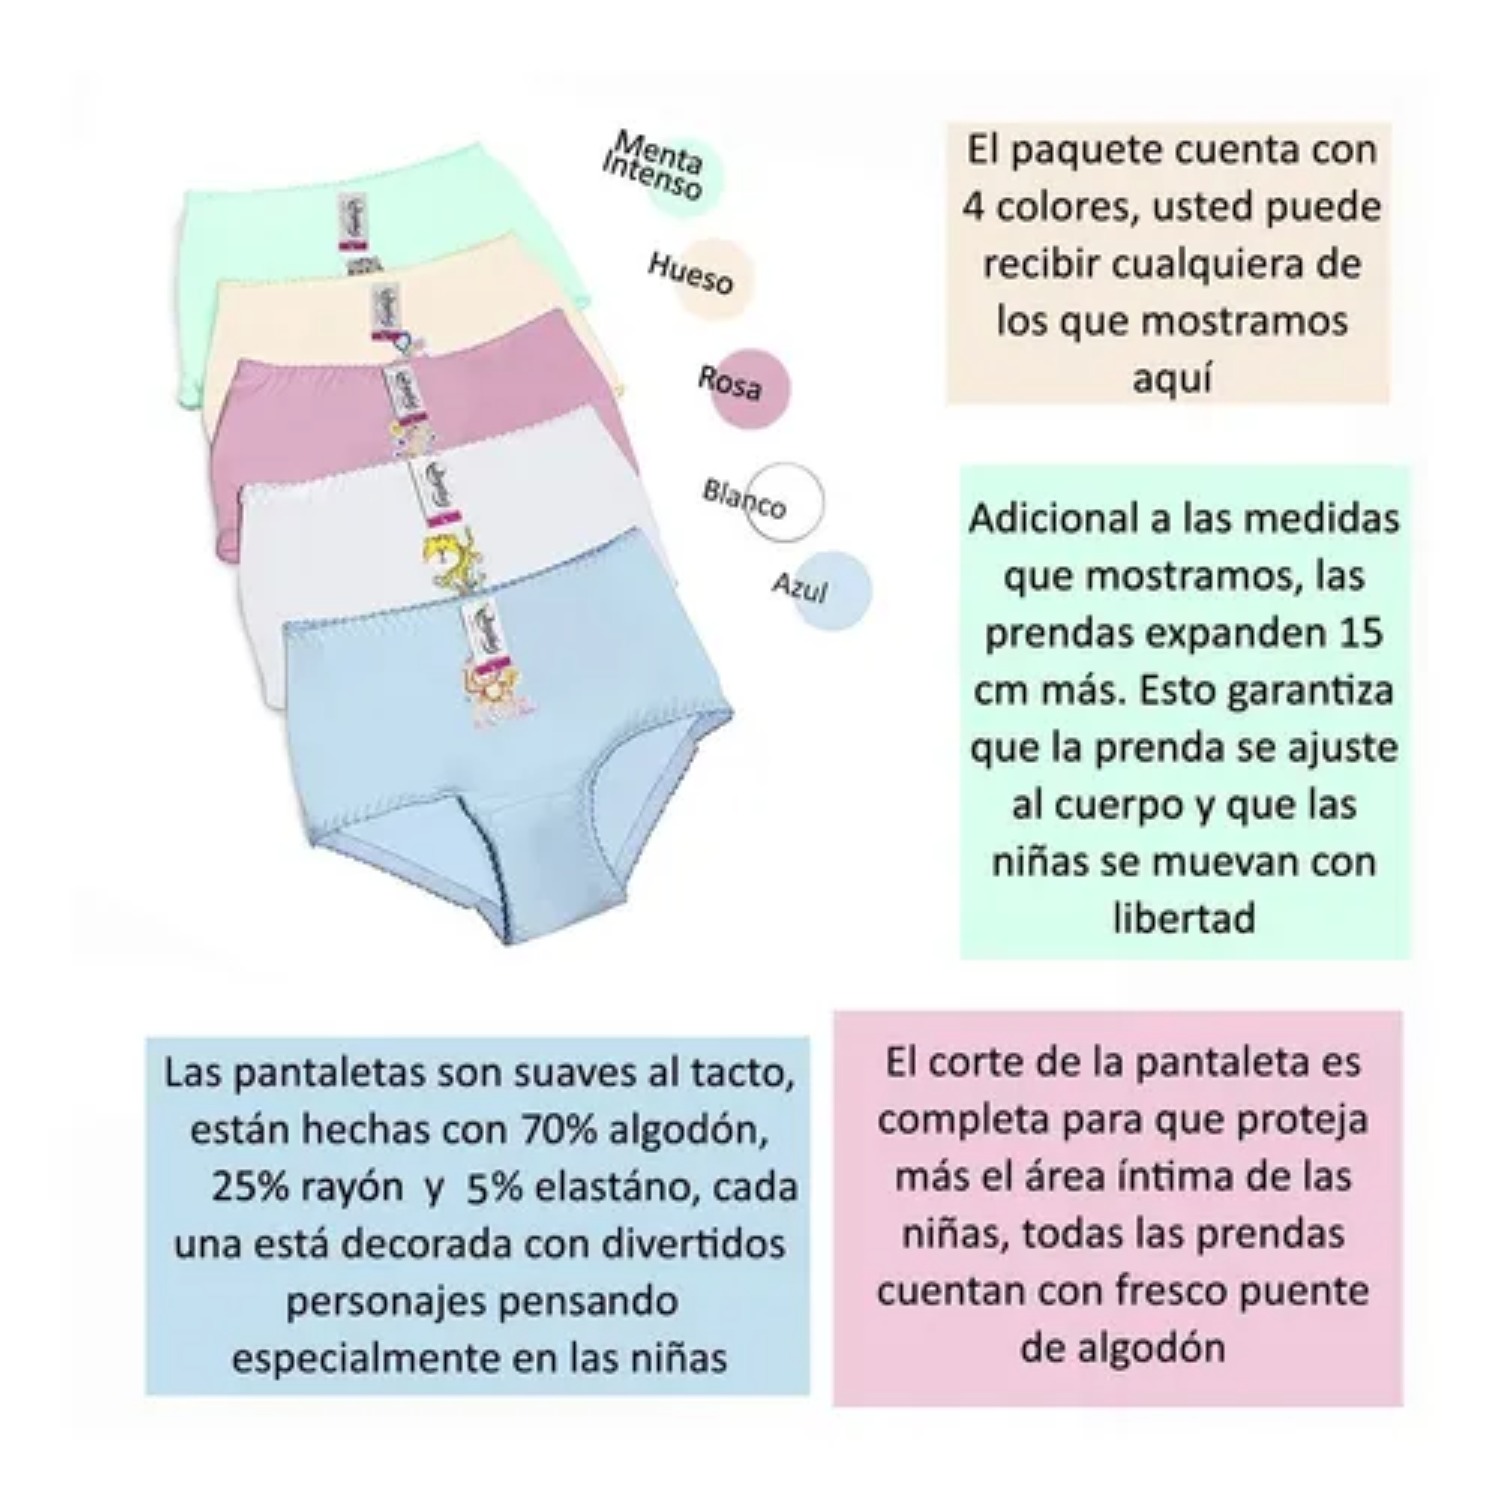 Menta
Intenso
Hueso
Rosa
Blanco
Azul
El paquete cuenta con
4 colores, usted puede
recibir cualquiera de
los que mostramos
aquí
Adicional a las medidas
que mostramos, las
prendas expanden 15
cm más. Esto garantiza
que la prenda se ajuste
al cuerpo y que las
niñas se muevan con
libertad
Las pantaletas son suaves al tacto,
están hechas con 70% algodón,
25% rayón y 5% elastáno, cada
una está decorada con divertidos
personajes pensando
especialmente en las niñas
El corte de la pantaleta es
completa para que proteja
más el área íntima de las
niñas, todas las prendas
cuentan con fresco puente
de algodón